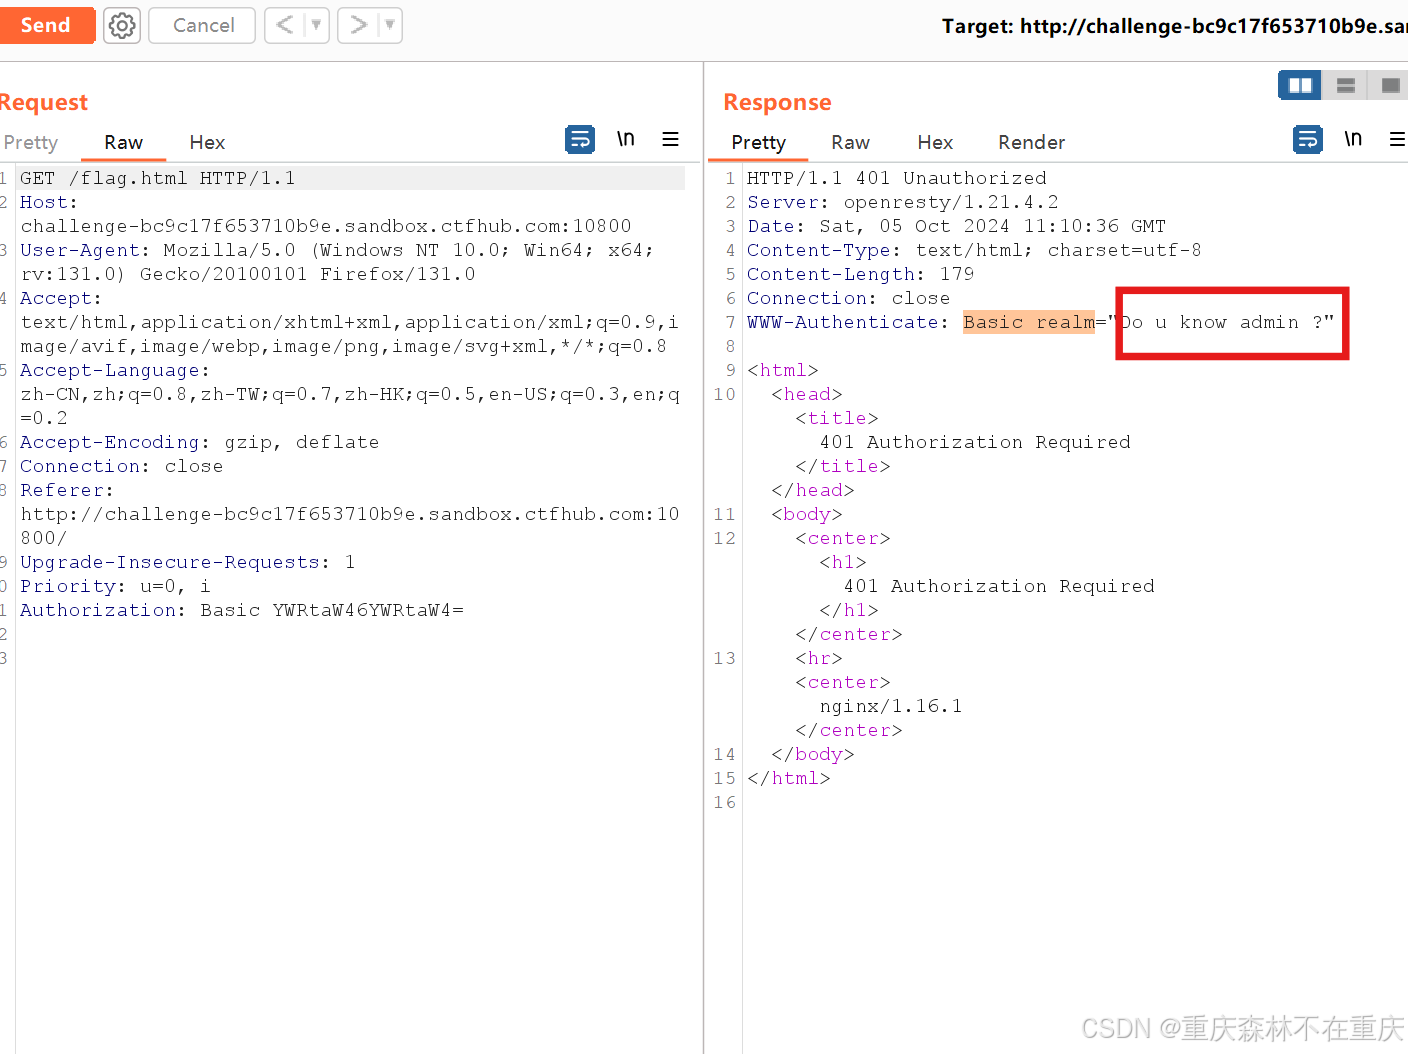 Send
Cancel
Target: http://challenge-bc9c17f653710b9e.sa
Request
Pretty
Raw
Hex
\n
1 GET /flag.html HTTP/1.1
2 Host:
challenge-bc9c17f653710b9e.sandbox.ctfhub.com:10800
3 User-Agent: Mozilla/5.0 (Windows NT 10.0; Win64; x64;
rv:131.0) Gecko/20100101 Firefox/131.0
4 Accept:
text/html,application/xhtml+xml,application/xml;q=0.9,i
mage/avif,image/webp,image/png,image/svg+xml,*/*;q=0.8
5 Accept-Language:
zh-CN,zh;q=0.8,zh-TW;q=0.7,zh-HK;q=0.5,en-US;q=0.3,en;q
=0.2
6 Accept-Encoding: gzip, deflate
7 Connection: close
8 Referer:
http://challenge-bc9c17f653710b9e.sandbox.ctfhub.com:10
800/
9 Upgrade-Insecure-Requests: 1
0 Priority: u=0, i
1 Authorization: Basic YWRtaW46YWRtaW4=
2
3
Response
Pretty
Raw
Hex
Render
\n
1 HTTP/1.1 401 Unauthorized
2 Server: openresty/1.21.4.2
3 Date: Sat, 05 Oct 2024 11:10:36 GMT
4 Content-Type: text/html; charset=utf-8
5 Content-Length: 179
6 Connection: close
7 WWW-Authenticate: Basic realm="Do u know admin ?"
8
9 <html>
10 <head>
<title>
401 Authorization Required
</title>
</head>
11 <body>
12 <center>
<h1>
401 Authorization Required
</h1>
</center>
13 <hr>
<center>
nginx/1.16.1
</center>
14 </body>
15 </html>
16
CSDN @重庆森林不在重庆